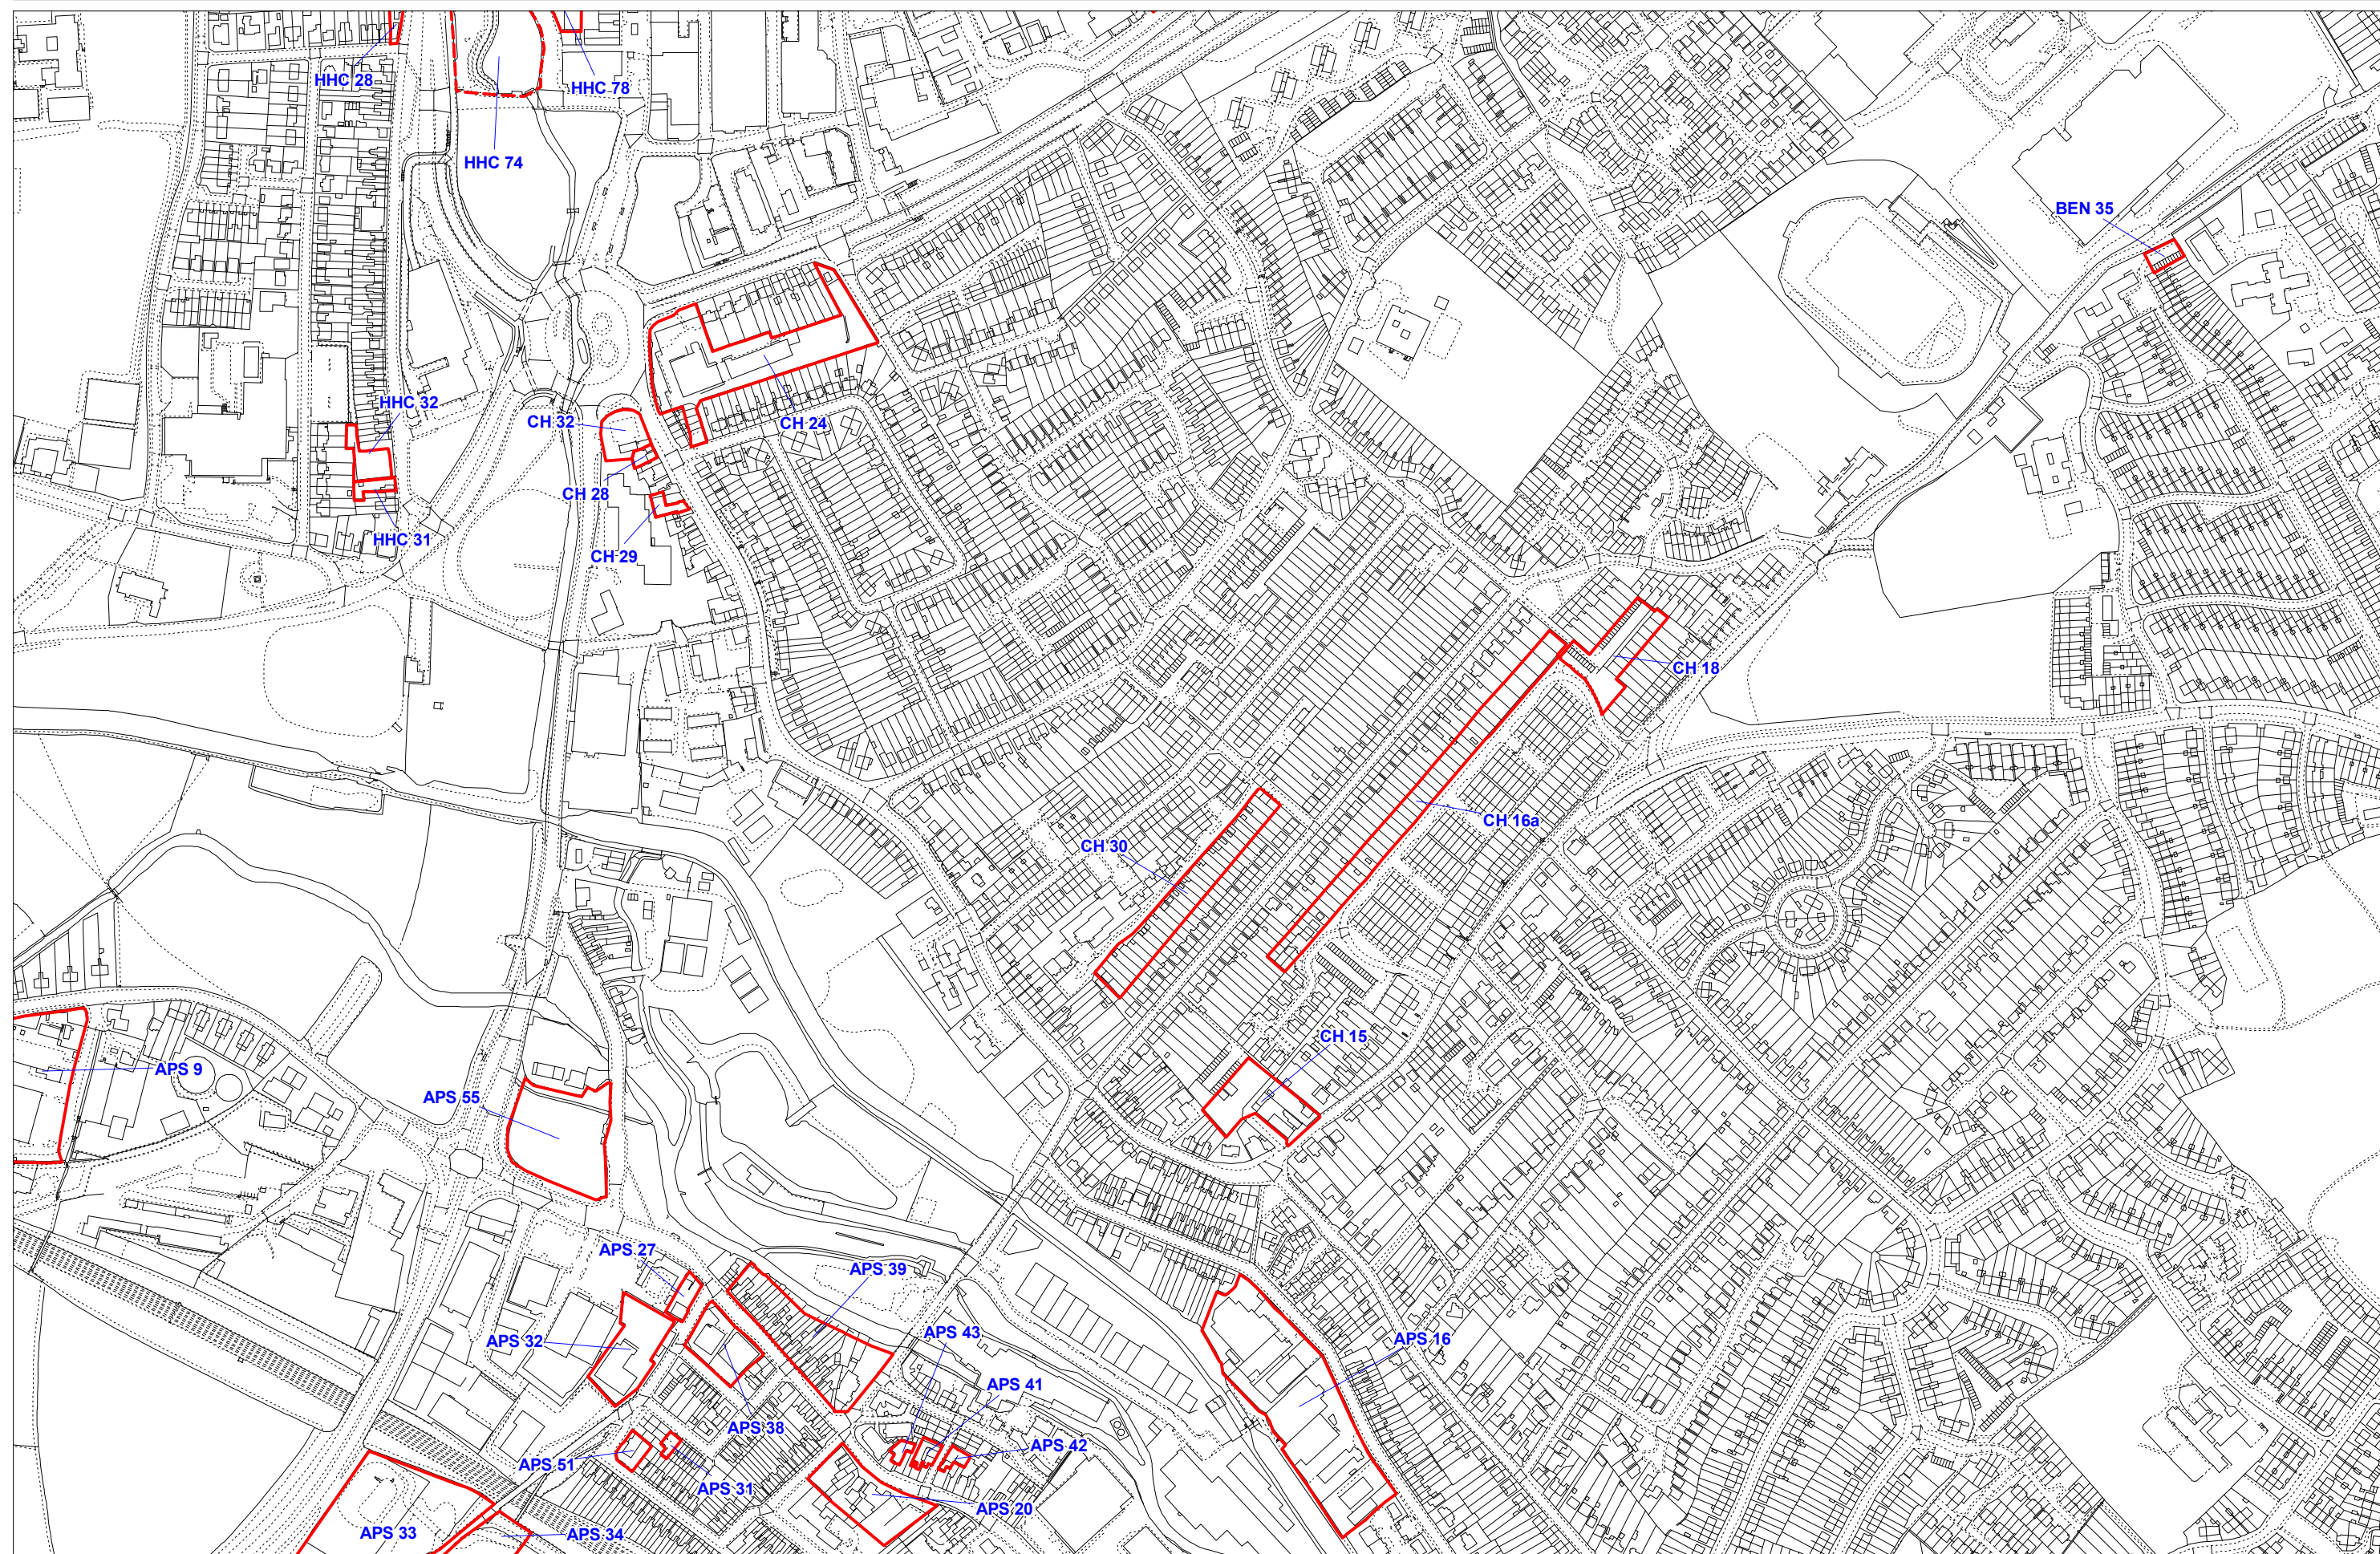 HHC 28
HHC 78
HHC 74
BEN 35
HHC 32
CH 32
CH 24
CH 28
HHC 31
CH 29
CH 18
CH 16a
CH 30
CH 15
APS 9
APS 55
APS 27
APS 39
APS 43
APS 16
APS 32
APS 41
APS 38
APS 42
APS 51
APS 31
APS 20
APS 33
APS 34